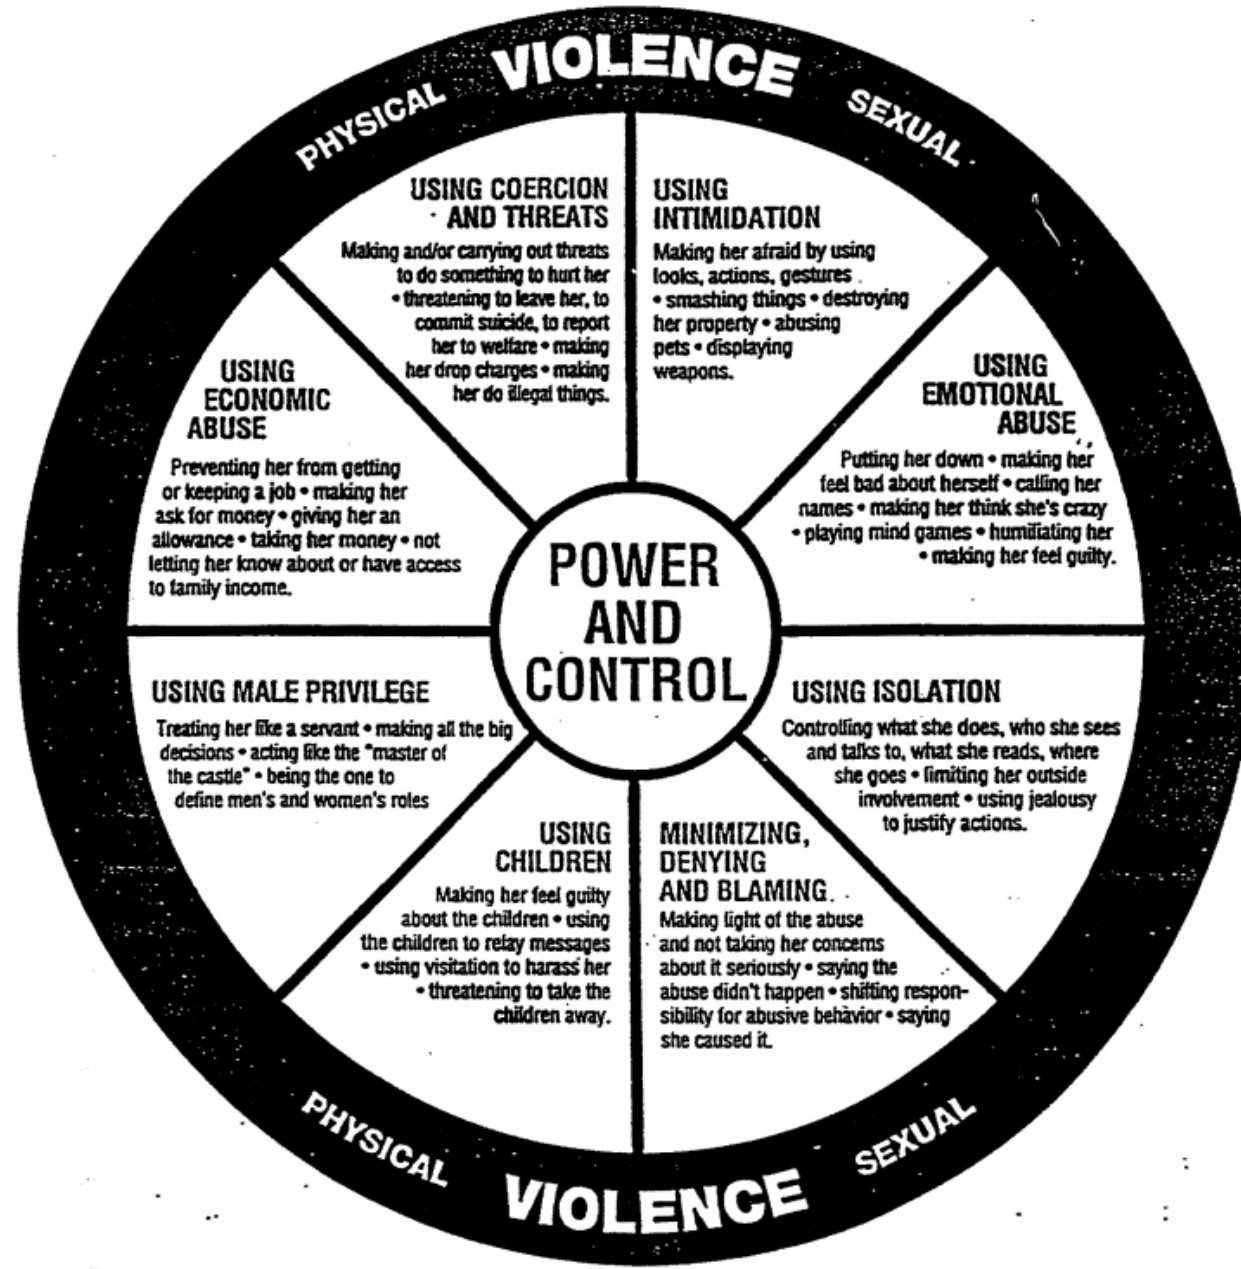 PHYSICAL VIOLENCE SEXUAL
USING COERCION
AND THREATS
Making and/or carrying out threats
to do something to hurt her
• threatening to leave her, to
commit suicide, to report
her to welfare • making
her drop charges • making
her do illegal things.
USING
INTIMIDATION
Making her afraid by using
looks, actions, gestures
• smashing things • destroying
her property • abusing
pets • displaying
weapons.
USING
EMOTIONAL
ABUSE
Putting her down • making her
feel bad about herself • calling her
names • making her think she's crazy
• playing mind games • humiliating her
• making her feel guilty.
USING ISOLATION
Controlling what she does, who she sees
and talks to, what she reads, where
she goes • limiting her outside
involvement • using jealousy
to justify actions.
MINIMIZING,
DENYING
AND BLAMING
Making light of the abuse
and not taking her concerns
about it seriously • saying the
abuse didn't happen • shifting respon-
sibility for abusive behavior • saying
she caused it.
USING
CHILDREN
Making her feel guilty
about the children • using
the children to relay messages
• using visitation to harass her
• threatening to take the
children away.
USING MALE PRIVILEGE
Treating her like a servant • making all the big
decisions • acting like the "master of
the castle" • being the one to
define men's and women's roles
USING
ECONOMIC
ABUSE
Preventing her from getting
or keeping a job • making her
ask for money • giving her an
allowance • taking her money • not
letting her know about or have access
to family income.
POWER
AND
CONTROL
PHYSICAL VIOLENCE SEXUAL